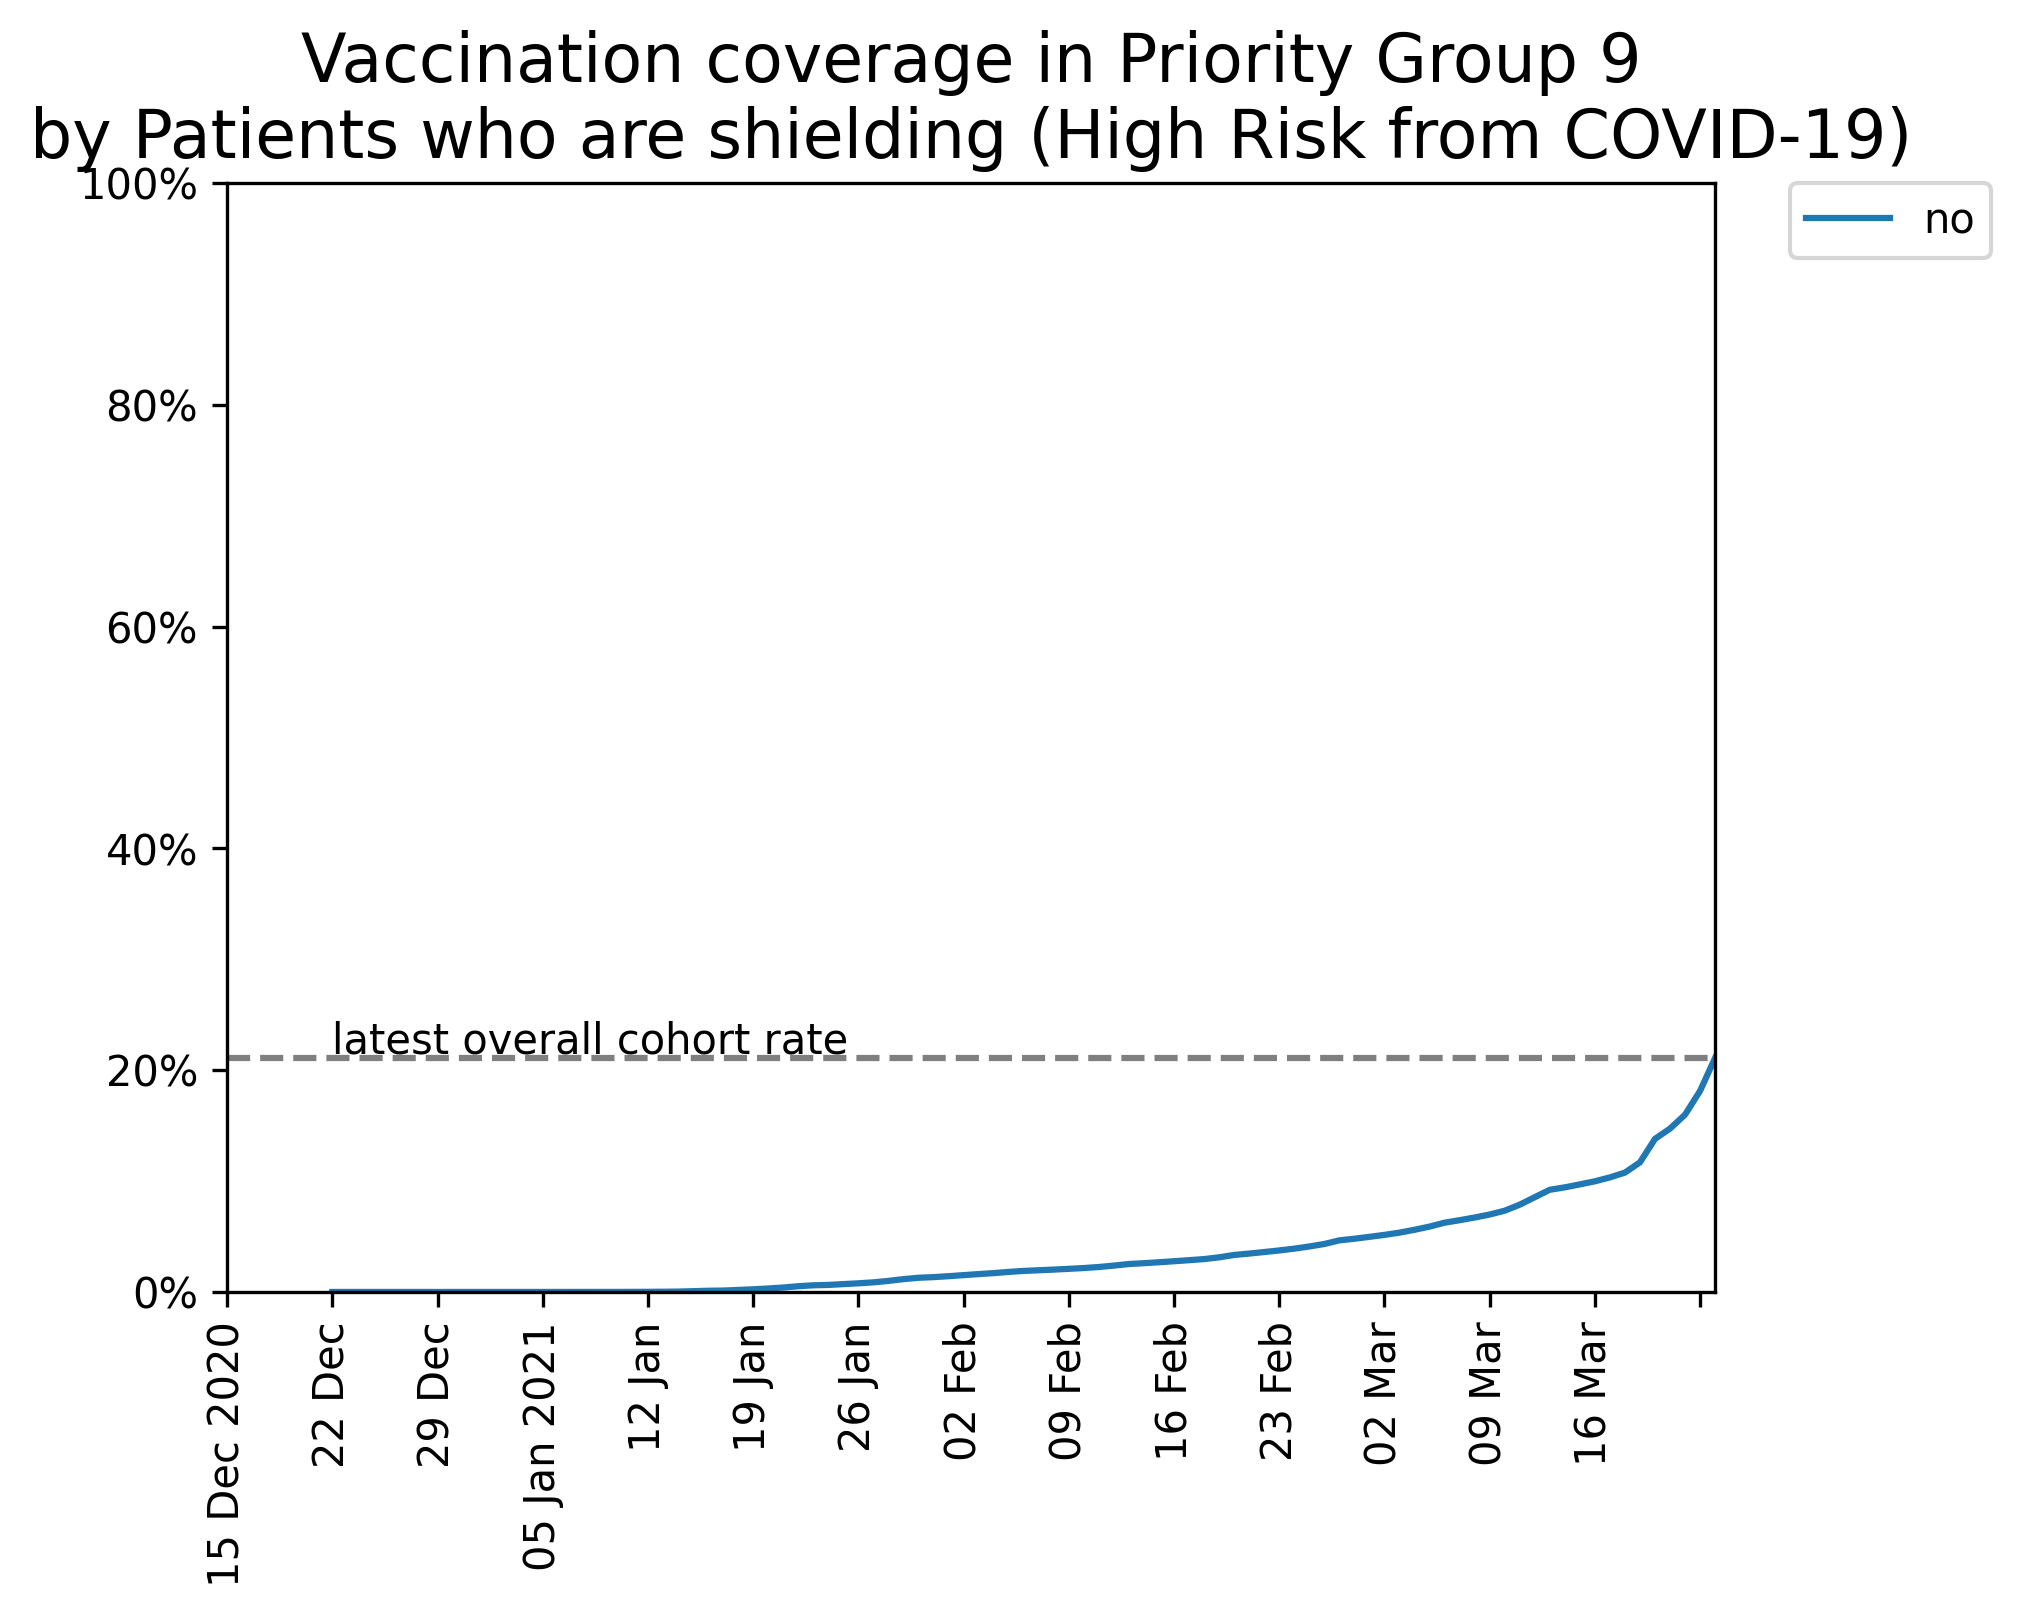 Vaccination coverage in Priority Group 9
by Patients who are shielding (High Risk from COVID-19)
100%
80%
60%
40%
20%
0%
no
latest overall cohort rate
15 Dec 2020
22 Dec
29 Dec
05 Jan 2021
12 Jan
19 Jan
26 Jan
02 Feb
09 Feb
16 Feb
23 Feb
02 Mar
09 Mar
16 Mar